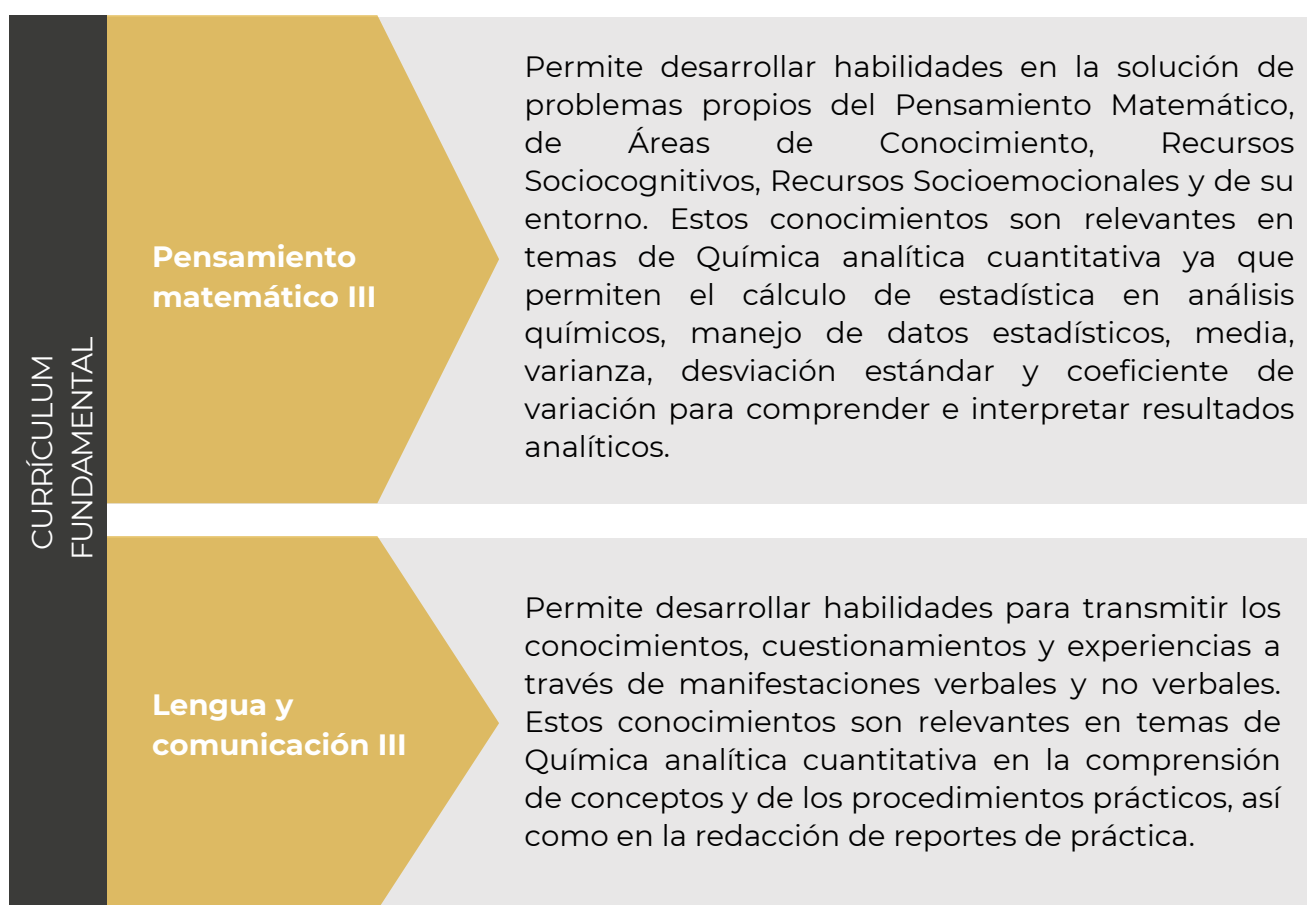 CURRÍCULUM
FUNDAMENTAL
Pensamiento
matemático III
Permite desarrollar habilidades en la solución de
problemas propios del Pensamiento Matemático,
de Áreas de Conocimiento, Recursos
Sociocognitivos, Recursos Socioemocionales y de su
entorno. Estos conocimientos son relevantes en
temas de Química analítica cuantitativa ya que
permiten el cálculo de estadística en análisis
químicos, manejo de datos estadísticos, media,
varianza, desviación estándar y coeficiente de
variación para comprender e interpretar resultados
analíticos.
Lengua y
comunicación III
Permite desarrollar habilidades para transmitir los
conocimientos, cuestionamientos y experiencias a
través de manifestaciones verbales y no verbales.
Estos conocimientos son relevantes en temas de
Química analítica cuantitativa en la comprensión
de conceptos y de los procedimientos prácticos, así
como en la redacción de reportes de práctica.